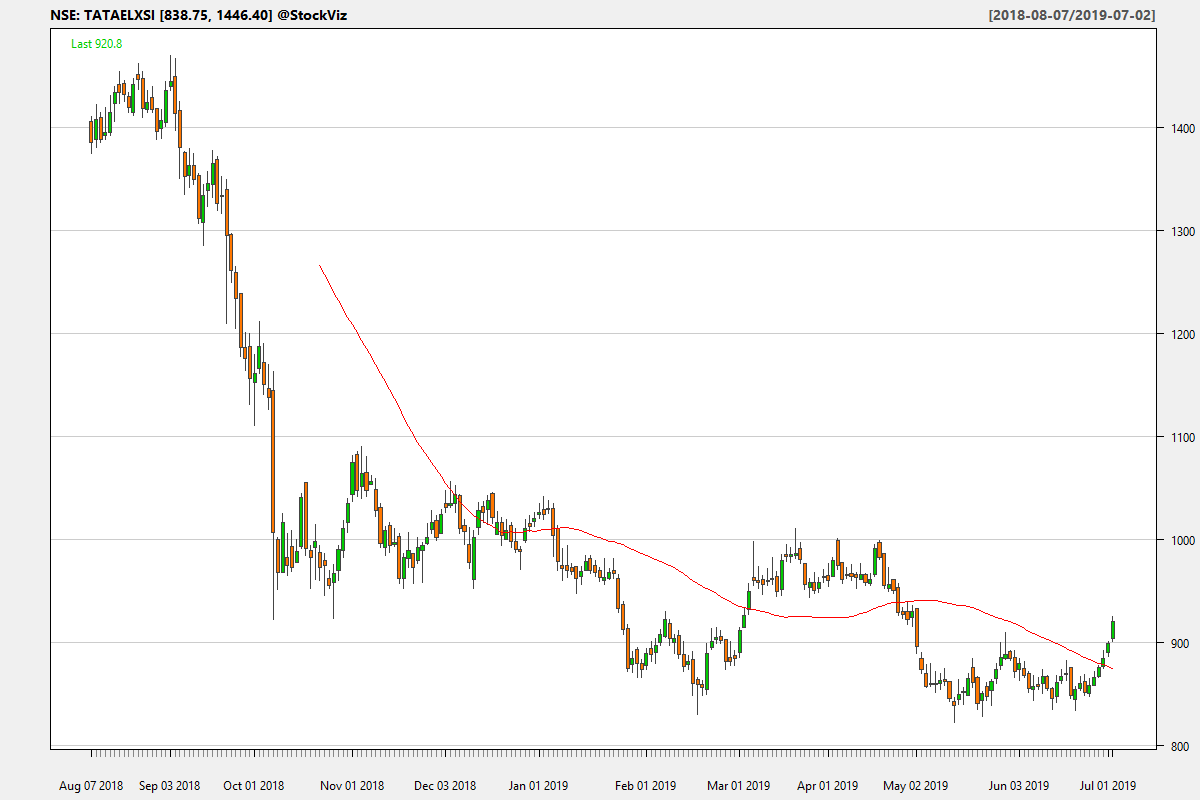 NSE: TATAELXSI [838.75, 1446.40] @StockViz
[2018-08-07/2019-07-02]
Last 920.8
1400
1300
1200
1100
1000
900
800
Aug 07 2018
Sep 03 2018
Oct 01 2018
Nov 01 2018
Dec 03 2018
Jan 01 2019
Feb 01 2019
Mar 01 2019
Apr 01 2019
May 02 2019
Jun 03 2019
Jul 01 2019